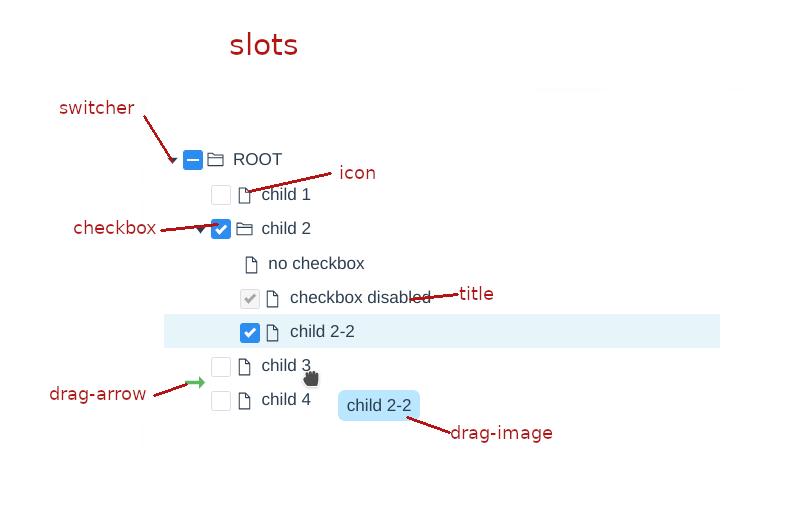 slots
switcher
ROOT
icon
child 1
checkbox
child 2
no checkbox
checkbox disabled
title
child 2-2
child 3
drag-arrow
child 4
child 2-2
drag-image